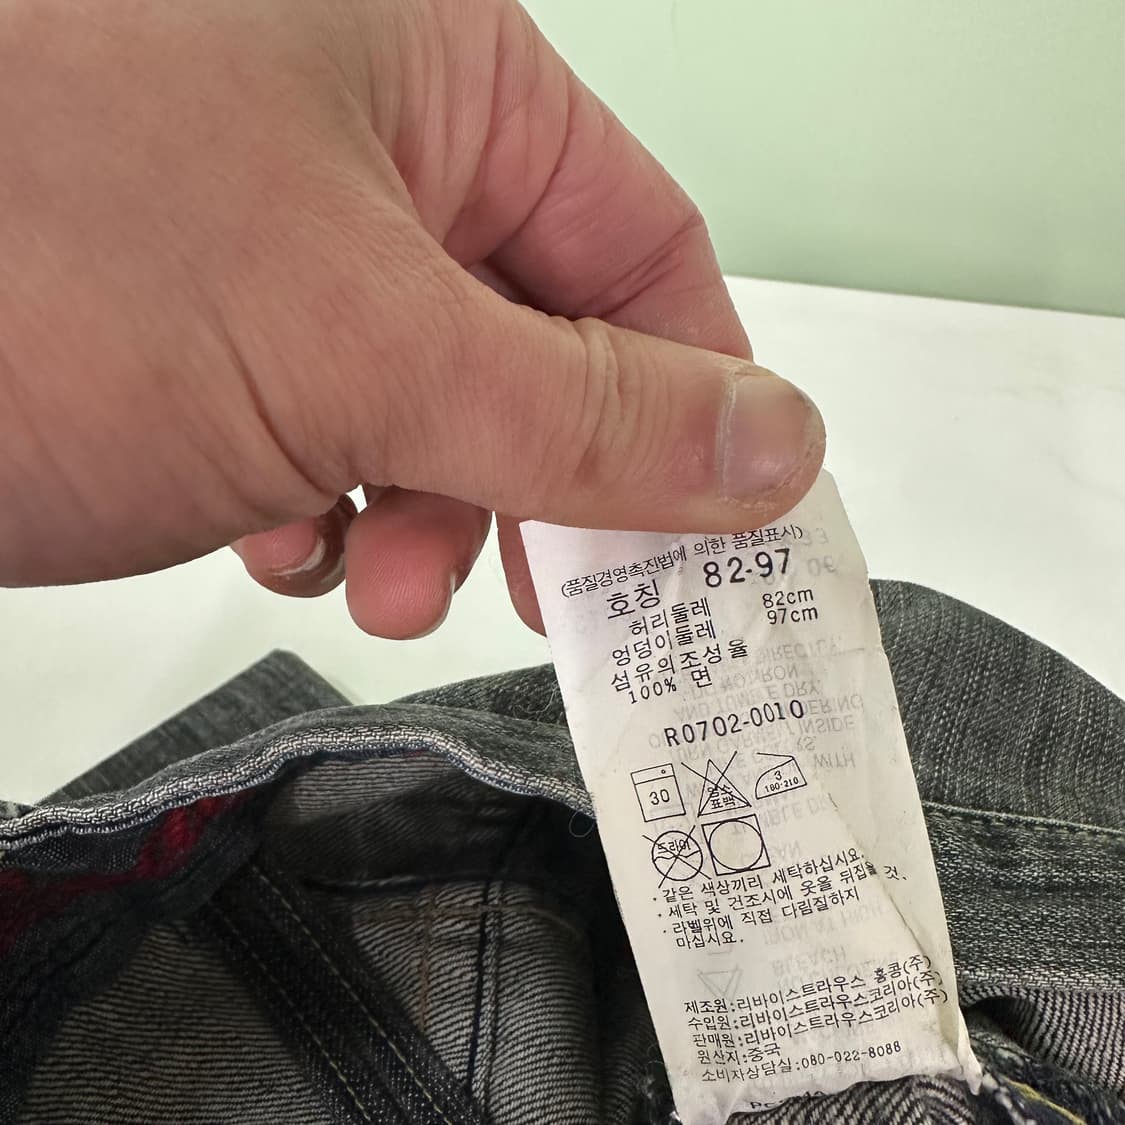 (품질경영촉진법에 의한 품질표시)
호칭 82-97
허리둘레 82cm
엉덩이둘레 97cm
섬유의조성율
100% 면
R0702-0010
30
염소
표백
3
180-210
드라이
· 같은 색상끼리 세탁하십시요.
· 세탁 및 건조시에 옷을 뒤집을 것.
· 라벨위에 직접 다림질하지
마십시요.
제조원:리바이스트라우스 홍콩(주)
수입원:리바이스트라우스코리아(주)
판매원:리바이스트라우스코리아(주)
원산지:중국
소비자상담실:080-022-8088